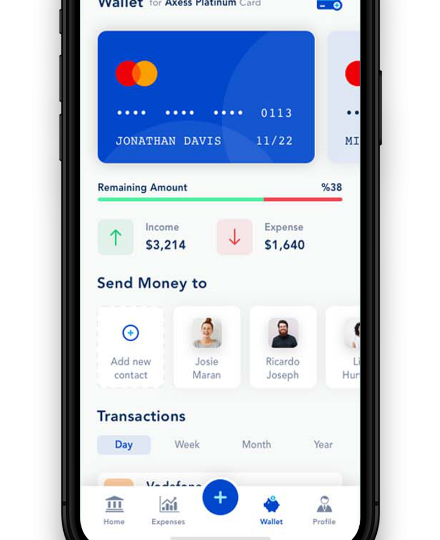 Wallet for Axess Platinum Card
•••• •••• •••• 0113
JONATHAN DAVIS 11/22
MI
Remaining Amount %38
Income
$3,214
Expense
$1,640
Send Money to
Add new
contact
Josie
Maran
Ricardo
Joseph
Li
Hun
Transactions
Day Week Month Year
Vodafone
Home Expenses Wallet Profile